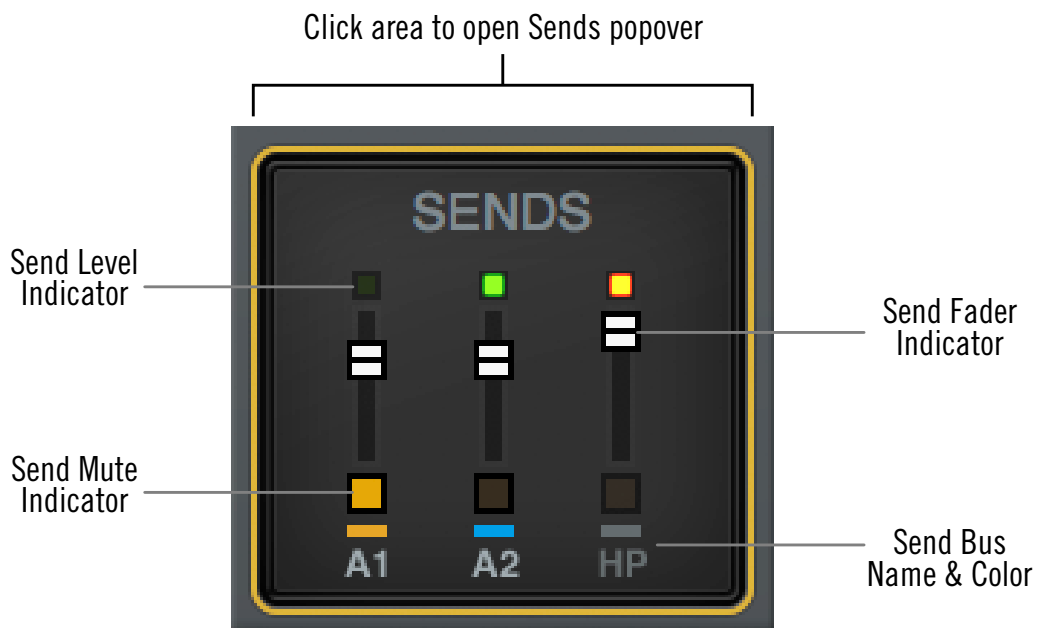 Click area to open Sends popover
SENDS
Send Level
Indicator
Send Fader
Indicator
Send Mute
Indicator
A1 A2 HP
Send Bus
Name & Color